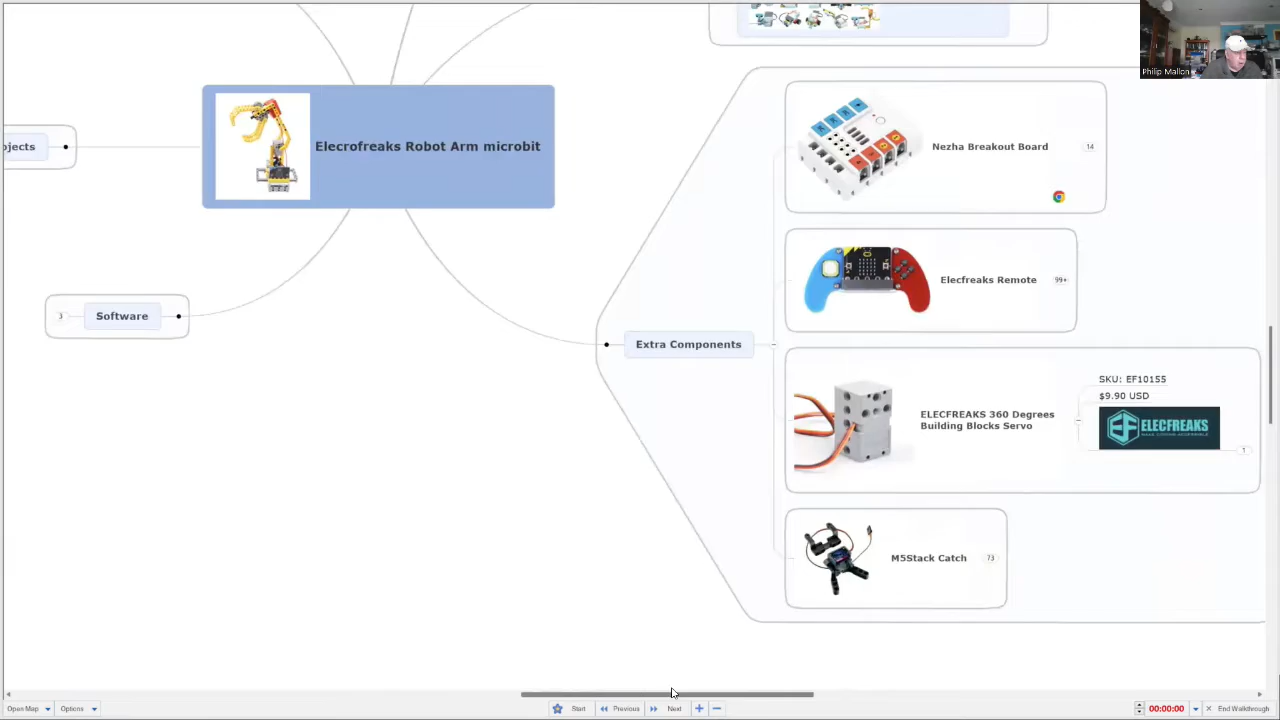 Philip Mallon
ojects
Elecrofreaks Robot Arm microbit
Nezha Breakout Board
14
Elecfreaks Remote
99+
3
Software
Extra Components
ELECFREAKS 360 Degrees
Building Blocks Servo
SKU: EF10155
$9.90 USD
ELECFREAKS
1
M5Stack Catch
73
Open Map
Options
Start
Previous
Next
00:00:00
End Walkthrough